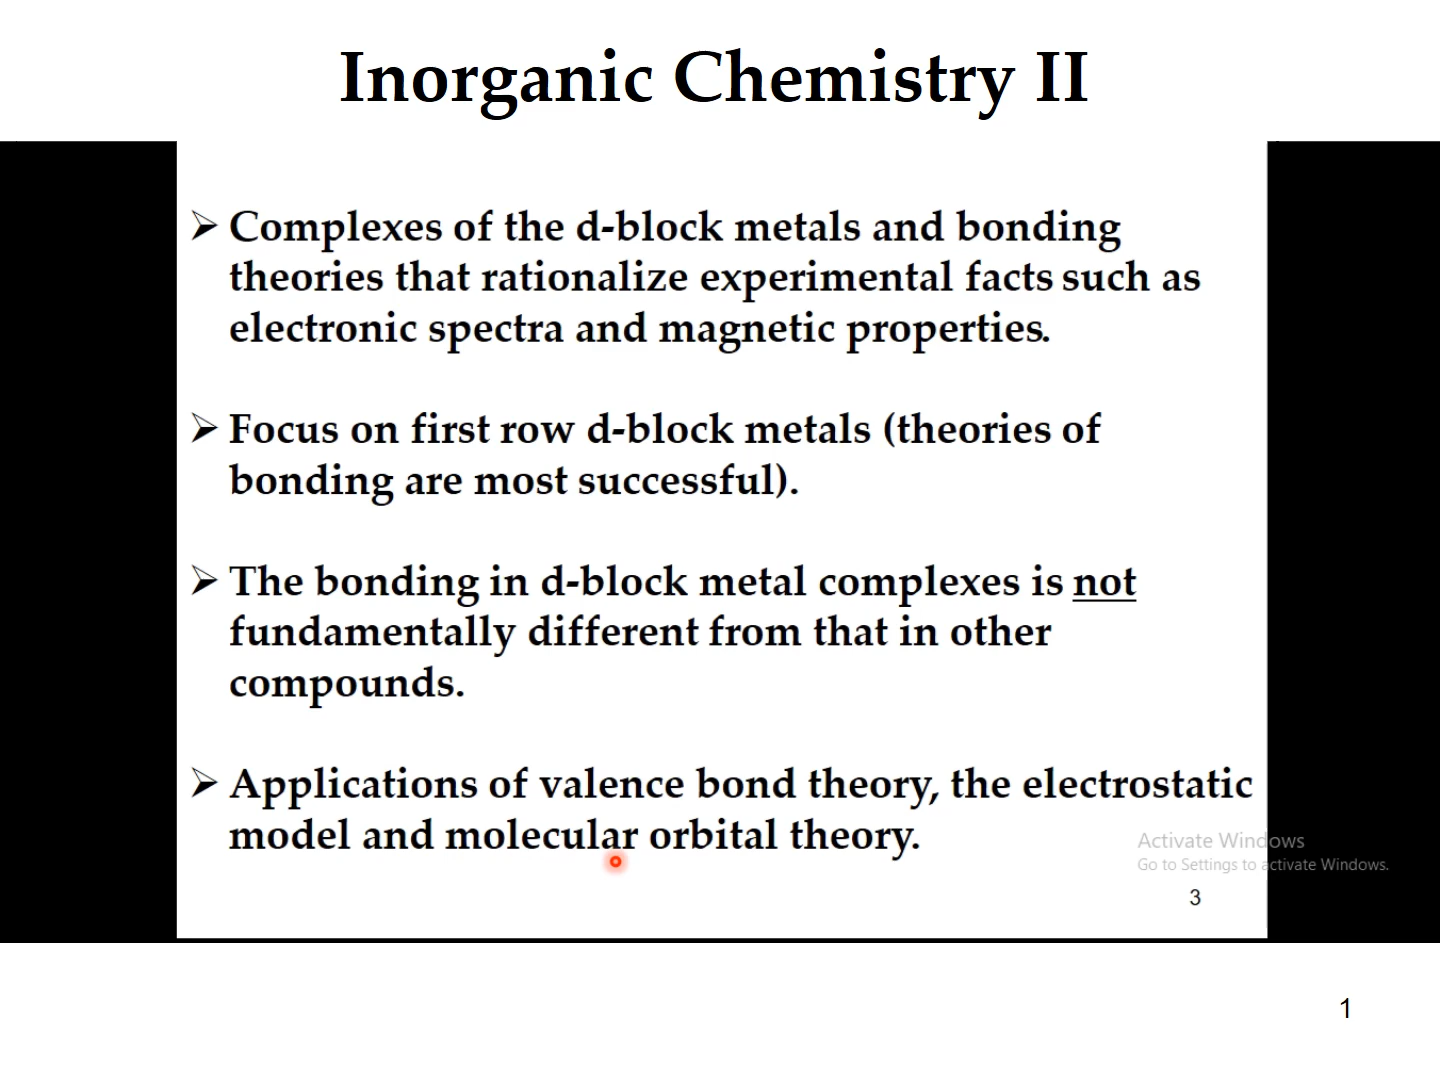 Inorganic Chemistry II
➢ Complexes of the d-block metals and bonding
theories that rationalize experimental facts such as
electronic spectra and magnetic properties.
➢ Focus on first row d-block metals (theories of
bonding are most successful).
➢ The bonding in d-block metal complexes is not
fundamentally different from that in other
compounds.
➢ Applications of valence bond theory, the electrostatic
model and molecular orbital theory.
Activate Windows
Go to Settings to activate Windows.
3
1